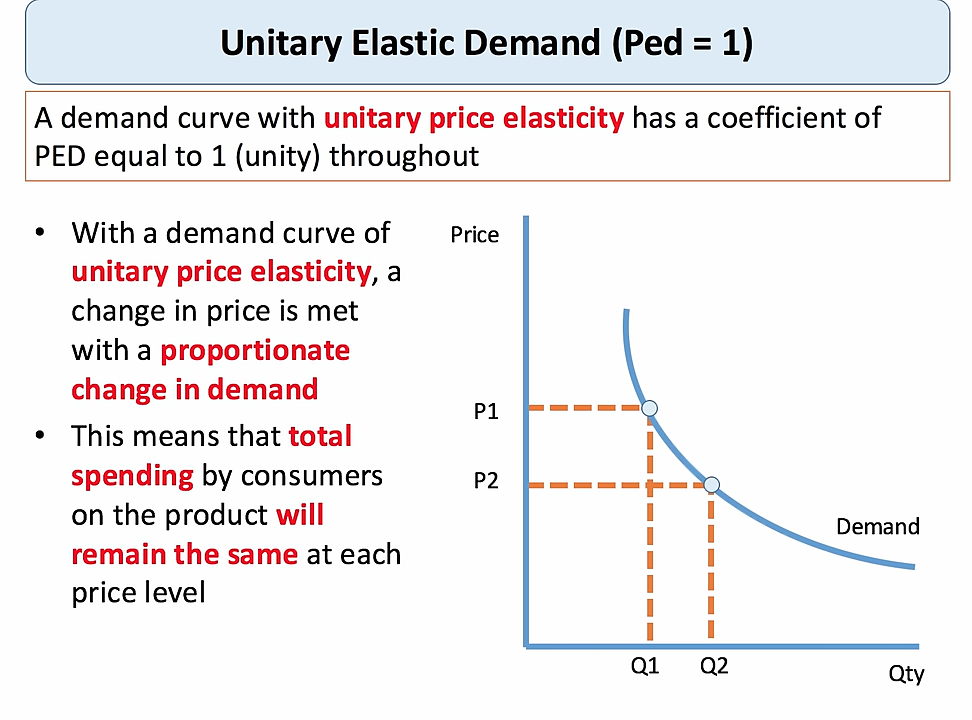 Unitary Elastic Demand (Ped = 1)
A demand curve with unitary price elasticity has a coefficient of
PED equal to 1 (unity) throughout
• With a demand curve of
unitary price elasticity, a
change in price is met
with a proportionate
change in demand
• This means that total
spending by consumers
on the product will
remain the same at each
price level
Price
P1
P2
Demand
Q1 Q2
Qty